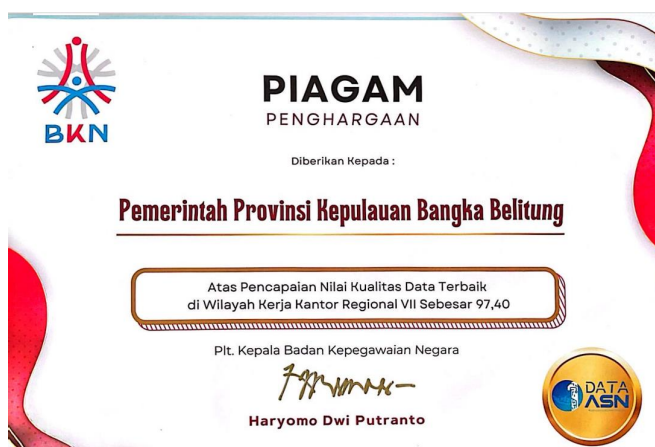 BKN
PIAGAM
PENGHARGAAN
Diberikan Kepada :
Pemerintah Provinsi Kepulauan Bangka Belitung
Atas Pencapaian Nilai Kualitas Data Terbaik
di Wilayah Kerja Kantor Regional VII Sebesar 97,40
Plt. Kepala Badan Kepegawaian Negara
Haryomo Dwi Putranto
DATA
ASN